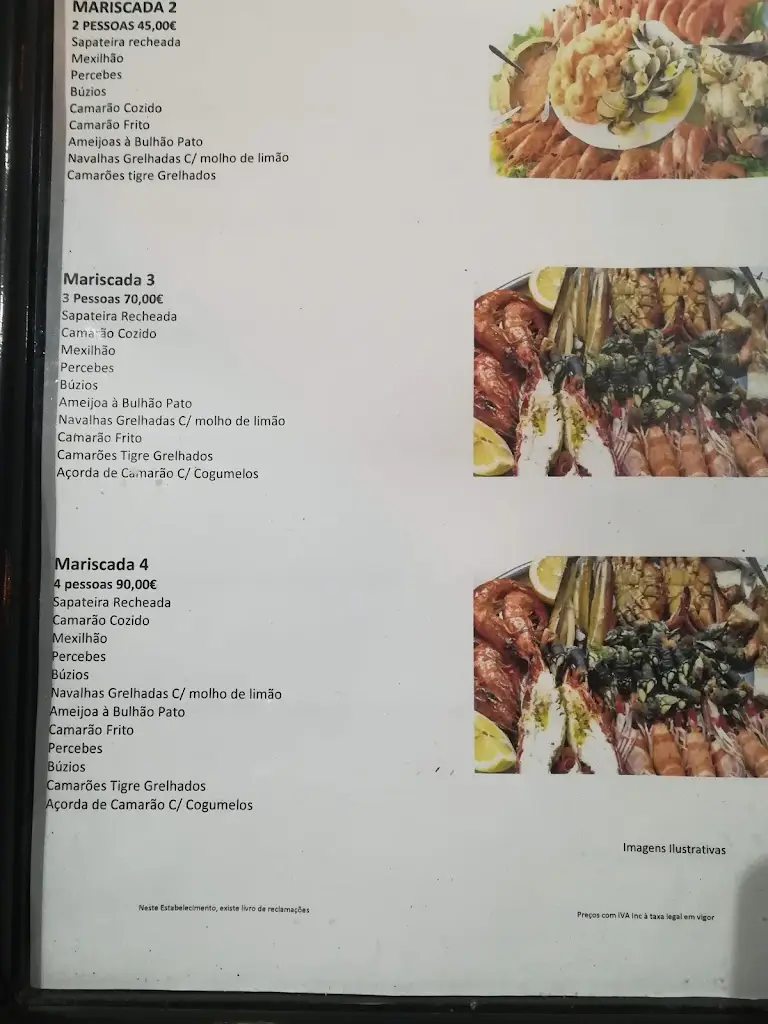 MARISCADA 2
2 PESSOAS 45,00€
Sapateira recheada
Mexilhão
Percebes
Búzios
Camarão Cozido
Camarão Frito
Ameijoas à Bulhão Pato
Navalhas Grelhadas C/ molho de limão
Camarões tigre Grelhados
Mariscada 3
3 Pessoas 70,00€
Sapateira Recheada
Camarão Cozido
Mexilhão
Percebes
Búzios
Ameijoa à Bulhão Pato
Navalhas Grelhadas C/ molho de limão
Camarão Frito
Camarões Tigre Grelhados
Açorda de Camarão C/ Cogumelos
Mariscada 4
4 pessoas 90,00€
Sapateira Recheada
Camarão Cozido
Mexilhão
Percebes
Búzios
Navalhas Grelhadas C/ molho de limão
Ameijoa à Bulhão Pato
Camarão Frito
Percebes
Búzios
Camarões Tigre Grelhados
Açorda de Camarão C/ Cogumelos
Imagens Ilustrativas
Neste Estabelecimento, existe livro de reclamações
Preços com IVA Inc à taxa legal em vigor